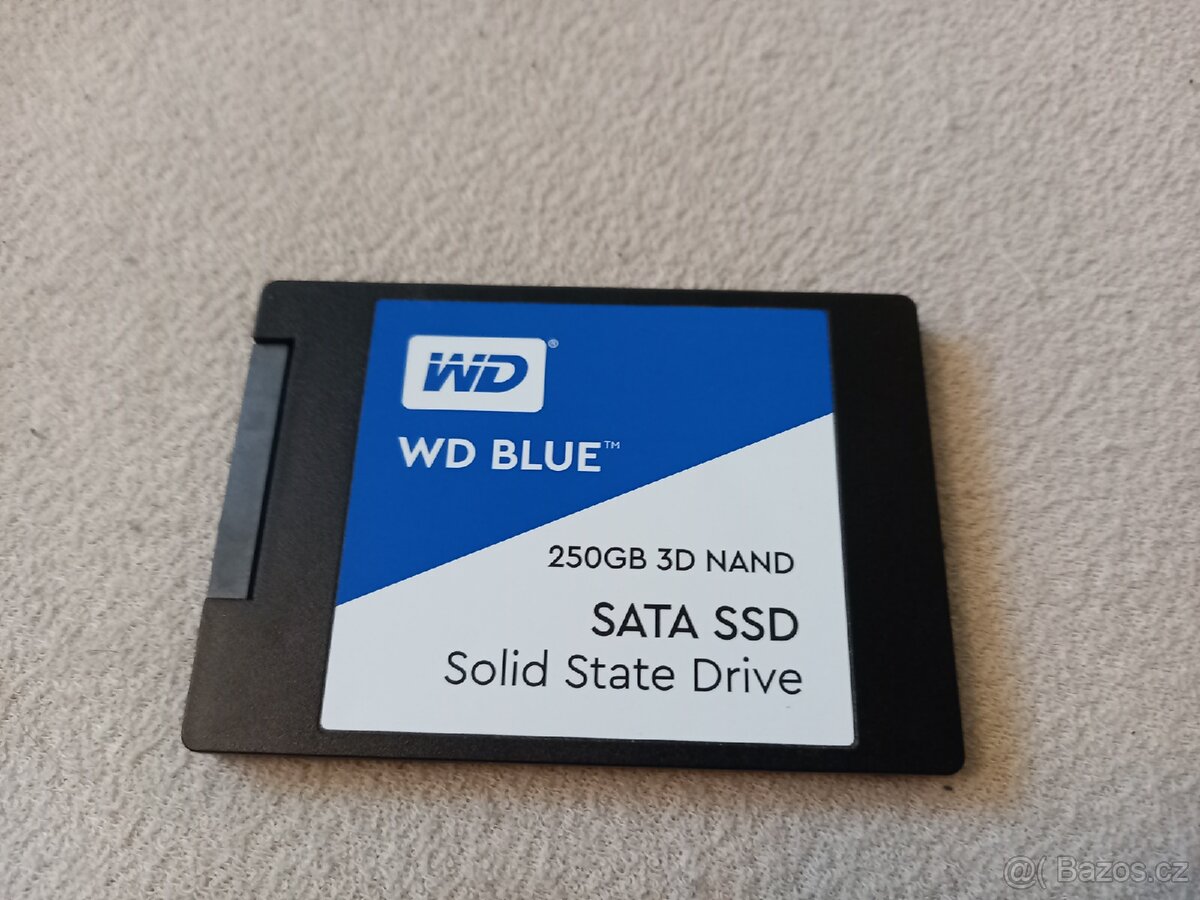 WD®
WD BLUE™
250GB 3D NAND
SATA SSD
Solid State Drive
@( Bazos.cz